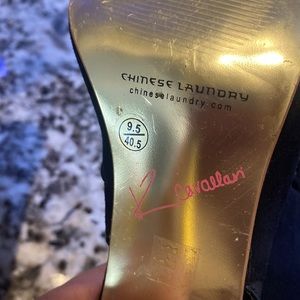 CHINESE LAUNDRY
chineselaundry.com
9.5
40.5
K Cavallari